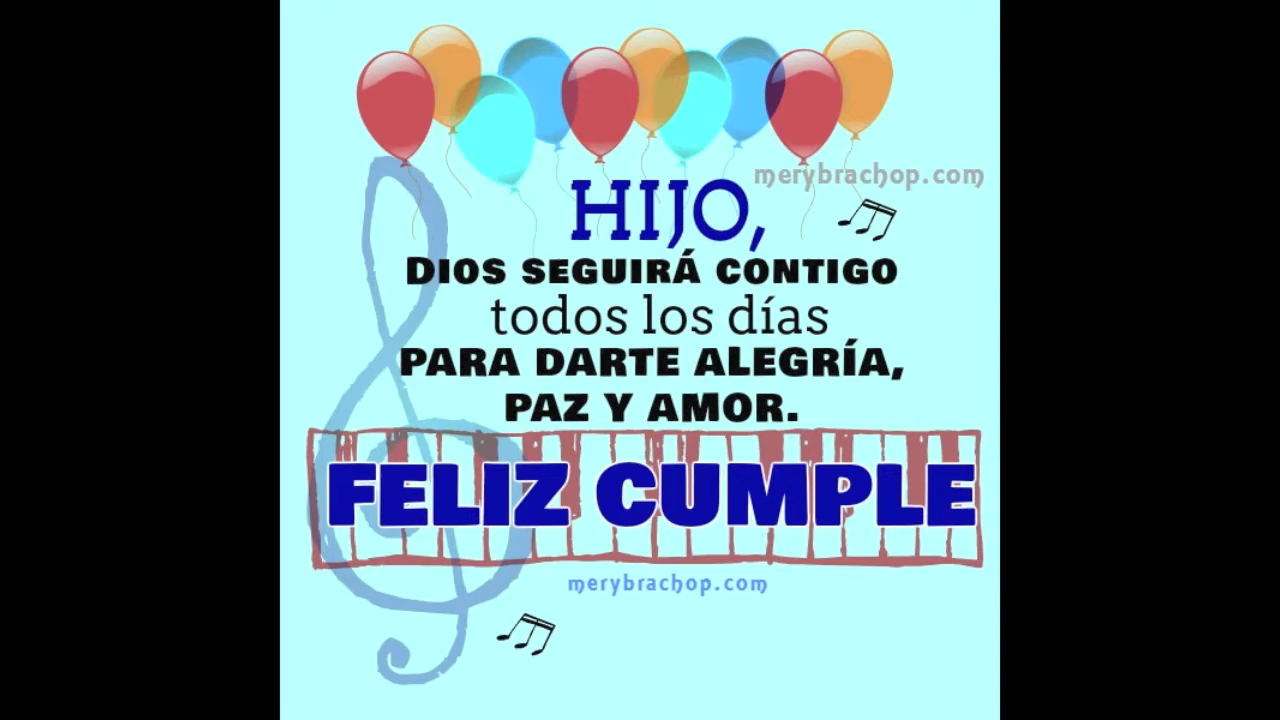 merybrachop.com
HIJO,
DIOS SEGUIRÁ CONTIGO
todos los días
PARA DARTE ALEGRÍA,
PAZ Y AMOR.
FELIZ CUMPLE
merybrachop.com